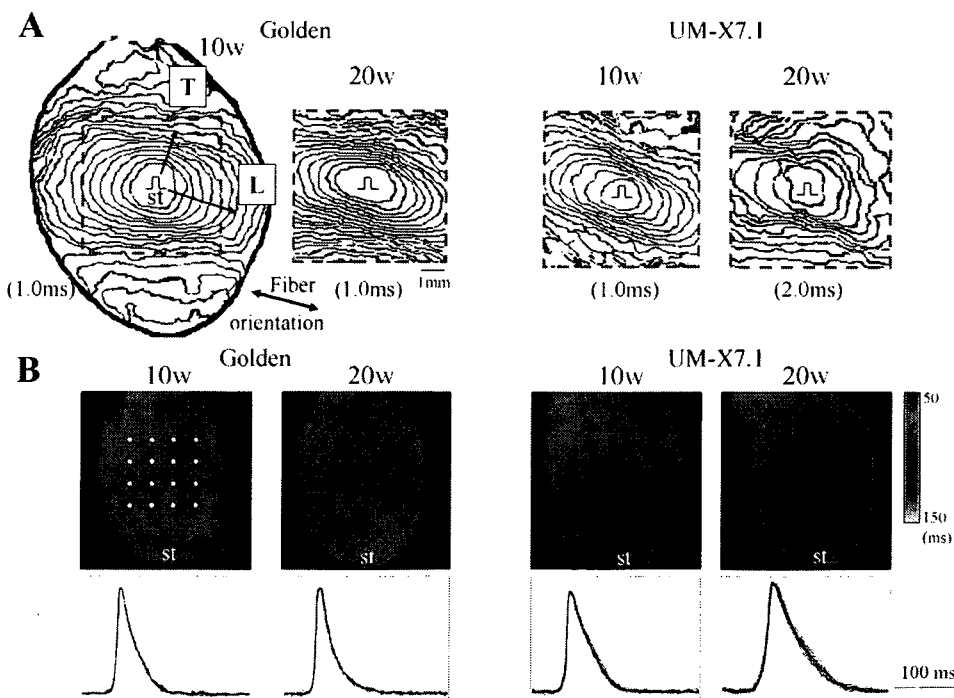 A
Golden
UM-X7.1
10w
20w
10w
20w
T
L
st
1mm
(1.0ms)
Fiber
orientation
(1.0ms)
(1.0ms)
(2.0ms)
B
Golden
UM-X7.1
10w
20w
10w
20w
50
150
(ms)
st
st
st
st
100 ms